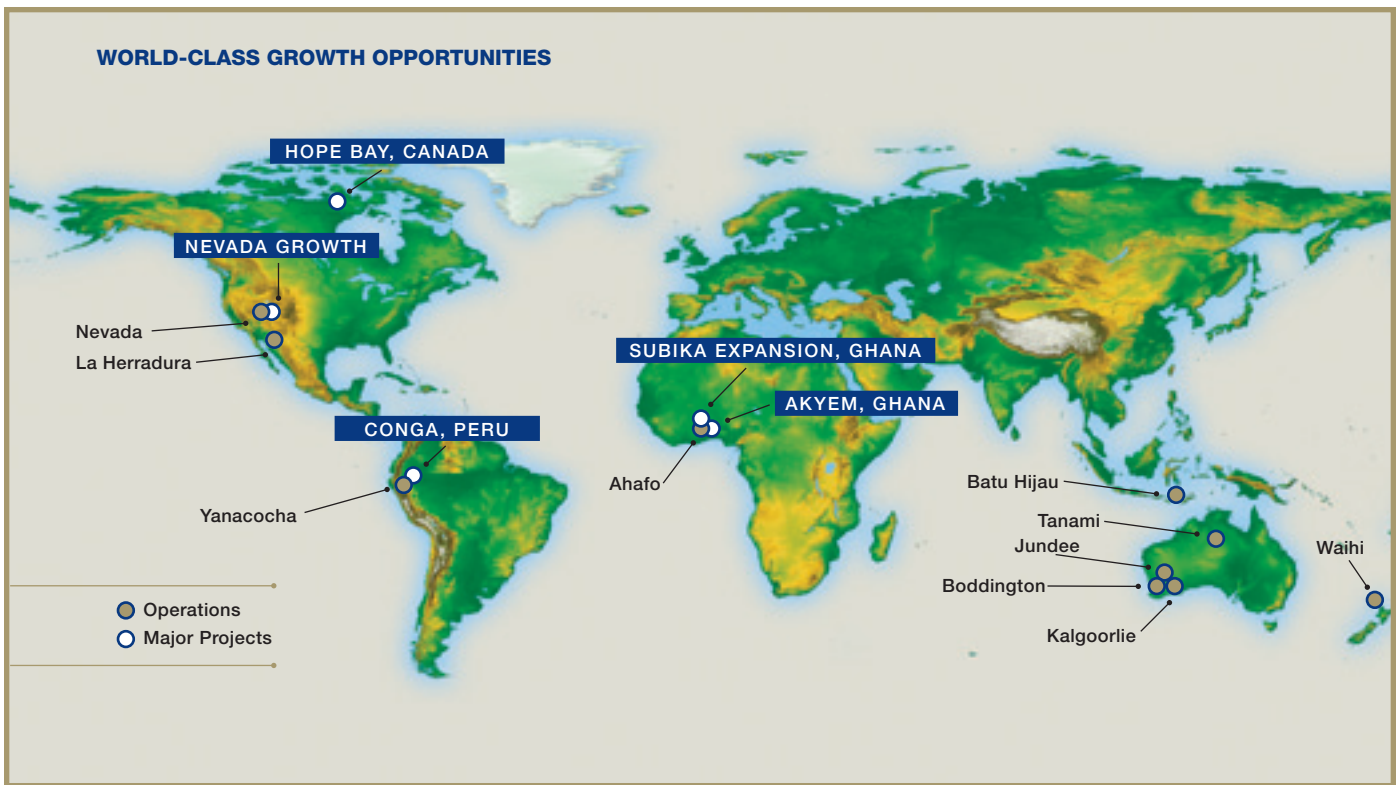 WORLD-CLASS GROWTH OPPORTUNITIES
HOPE BAY, CANADA
NEVADA GROWTH
Nevada
La Herradura
SUBIKA EXPANSION, GHANA
AKYEM, GHANA
CONGA, PERU
Ahafo
Yanacocha
Batu Hijau
Tanami
Jundee
Waihi
Boddington
Kalgoorlie
Operations
Major Projects